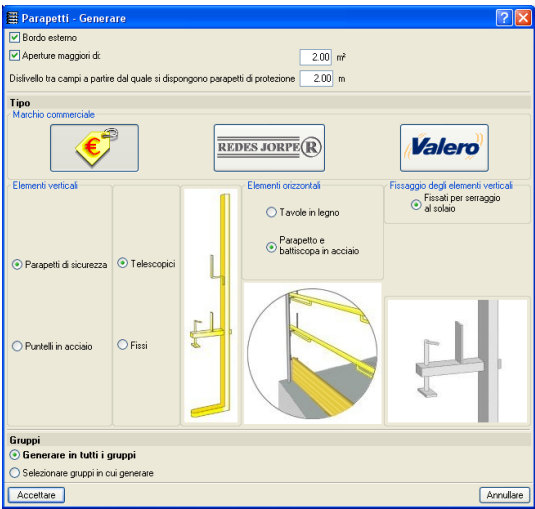 Parapetti - Generare
Bordo esterno
Aperture maggiori di:
2.00 m²
Dislivello tra campi a partire dal quale si dispongono parapetti di protezione 2.00 m
Tipo
Marchio commerciale
€
REDES JORPE R
Valero
Elementi verticali
Parapetti di sicurezza
Puntelli in acciaio
Telescopici
Fissi
Elementi orizzontali
Tavole in legno
Parapetto e
battiscopa in acciaio
Fissaggio degli elementi verticali
Fissati per serraggio
al solaio
Gruppi
Generare in tutti i gruppi
Selezionare gruppi in cui generare
Accettare
Annullare